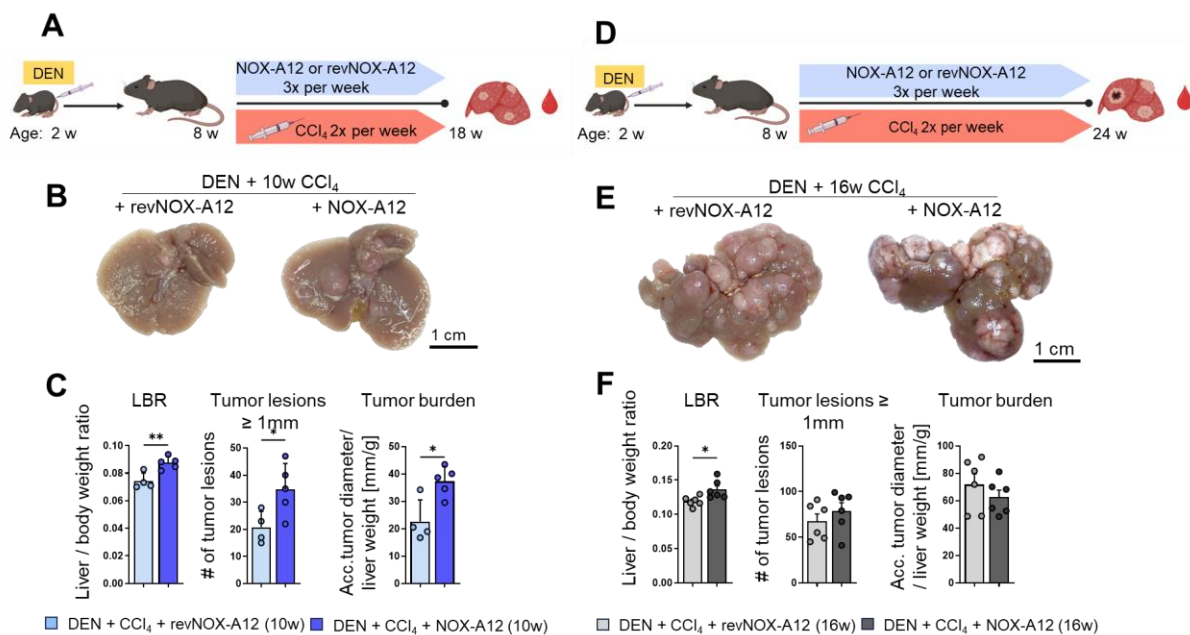 A
DEN
NOX-A12 or revNOX-A12
3x per week
CCl₄ 2x per week
Age: 2 w
8 w
18 w
D
DEN
NOX-A12 or revNOX-A12
3x per week
CCl₄ 2x per week
Age: 2 w
8 w
24 w
B
DEN + 10w CCl₄
+ revNOX-A12
+ NOX-A12
1 cm
E
DEN + 16w CCl₄
+ revNOX-A12
+ NOX-A12
1 cm
C
LBR
Liver / body weight ratio
0.10
0.08
0.06
0.04
0.02
0.00
**
Tumor lesions
≥ 1mm
# of tumor lesions
50
40
30
20
10
0
*
Tumor burden
Acc.tumor diameter/
liver weight [mm/g]
50
40
30
20
10
0
*
DEN + CCl₄ + revNOX-A12 (10w)
DEN + CCl₄ + NOX-A12 (10w)
F
LBR
Liver / body weight ratio
0.20
0.15
0.10
0.05
0.00
*
Tumor lesions ≥
1mm
# of tumor lesions
150
100
50
0
Tumor burden
Acc. tumor diameter
/ liver weight [mm/g]
100
80
60
40
20
0
DEN + CCl₄ + revNOX-A12 (16w)
DEN + CCl₄ + NOX-A12 (16w)